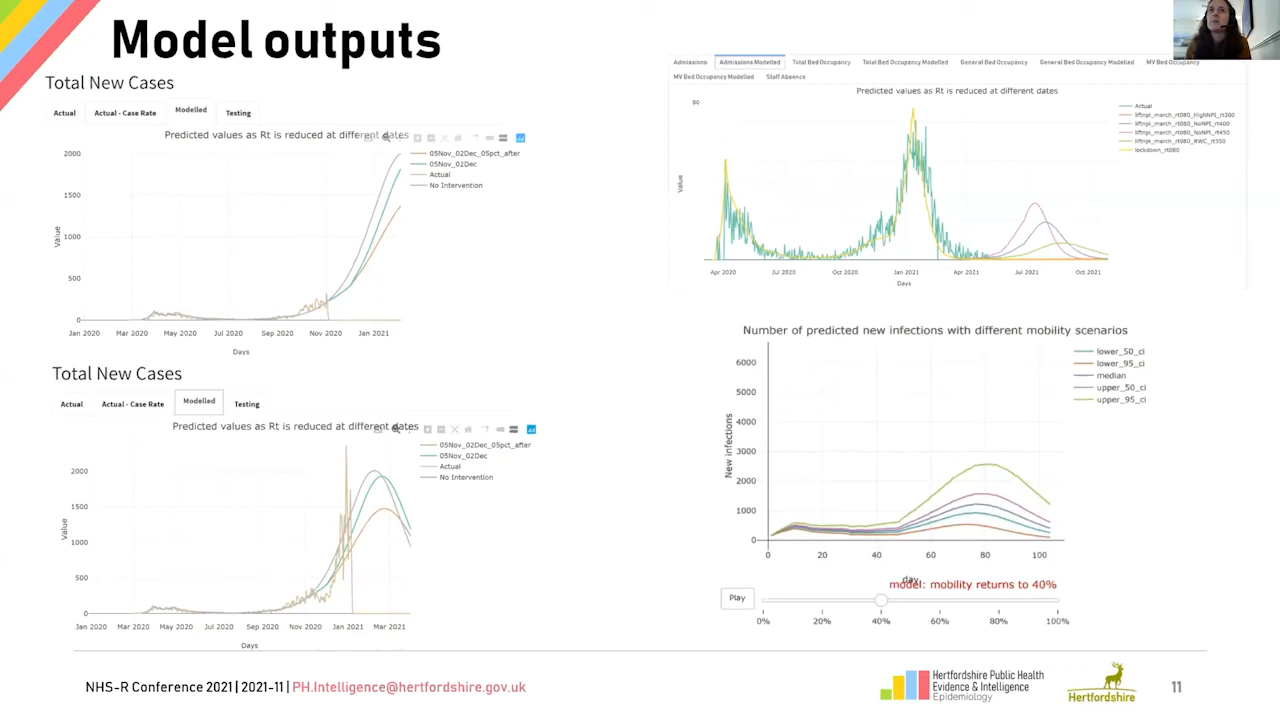 Model outputs
Total New Cases
Actual
Actual - Case Rate
Modelled
Testing
Predicted values as Rt is reduced at different dates
05Nov_02Dec_05pct_after
05Nov_02Dec
Actual
No Intervention
2000
1500
1000
500
0
Value
Jan 2020 Mar 2020 May 2020 Jul 2020 Sep 2020 Nov 2020 Jan 2021
Days
Total New Cases
Actual
Actual - Case Rate
Modelled
Testing
Predicted values as Rt is reduced at different dates
05Nov_02Dec_05pct_after
05Nov_02Dec
Actual
No Intervention
2000
1500
1000
500
0
Value
Jan 2020 Mar 2020 May 2020 Jul 2020 Sep 2020 Nov 2020 Jan 2021 Mar 2021
Days
Admissions Admissions Modelled Total Bed Occupancy Total Bed Occupancy Modelled General Bed Occupancy General Bed Occupancy Modelled MV Bed Occupancy
MV Bed Occupancy Modelled Staff Absence
Predicted values as Rt is reduced at different dates
80
Value
Actual
liftnpi_march_rt080_HighNPI_rt300
liftnpi_march_rt080_NoNPI_rt400
liftnpi_march_rt080_NoNPI_rt450
liftnpi_march_rt080_RWC_rt350
lockdown_rt080
Apr 2020 Jul 2020 Oct 2020 Jan 2021 Apr 2021 Jul 2021 Oct 2021
Days
Number of predicted new infections with different mobility scenarios
lower_50_ci
lower_95_ci
median
upper_50_ci
upper_95_ci
6000
5000
4000
3000
2000
1000
0
New infections
0 20 40 60 80 100
day
model: mobility returns to 40%
Play
0% 20% 40% 60% 80% 100%
NHS-R Conference 2021 | 2021-11 | PH.Intelligence@hertfordshire.gov.uk
Hertfordshire Public Health
Evidence & Intelligence
Epidemiology
Hertfordshire
11